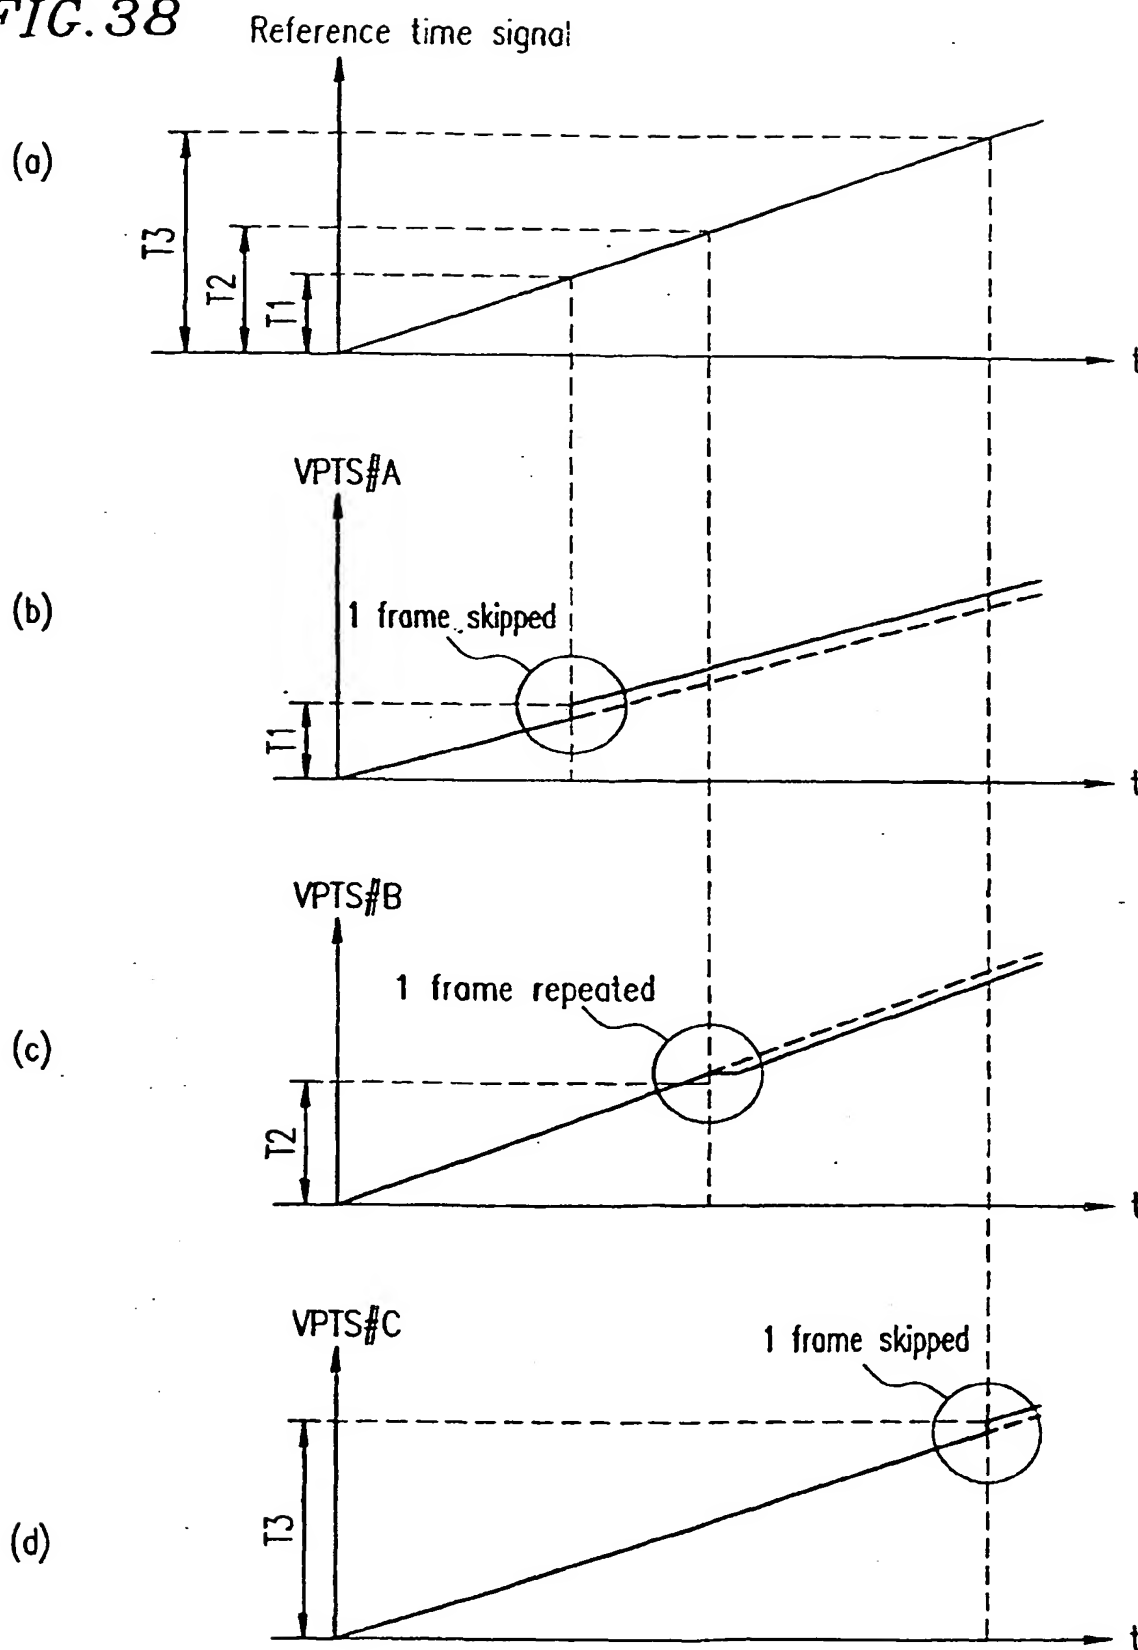 FIG.38
Reference time signal
(a)
T3
T2
T1
t
VPTS#A
(b)
1 frame skipped
T1
t
VPTS#B
1 frame repeated
(c)
T2
t
VPTS#C
1 frame skipped
T3
(d)
t